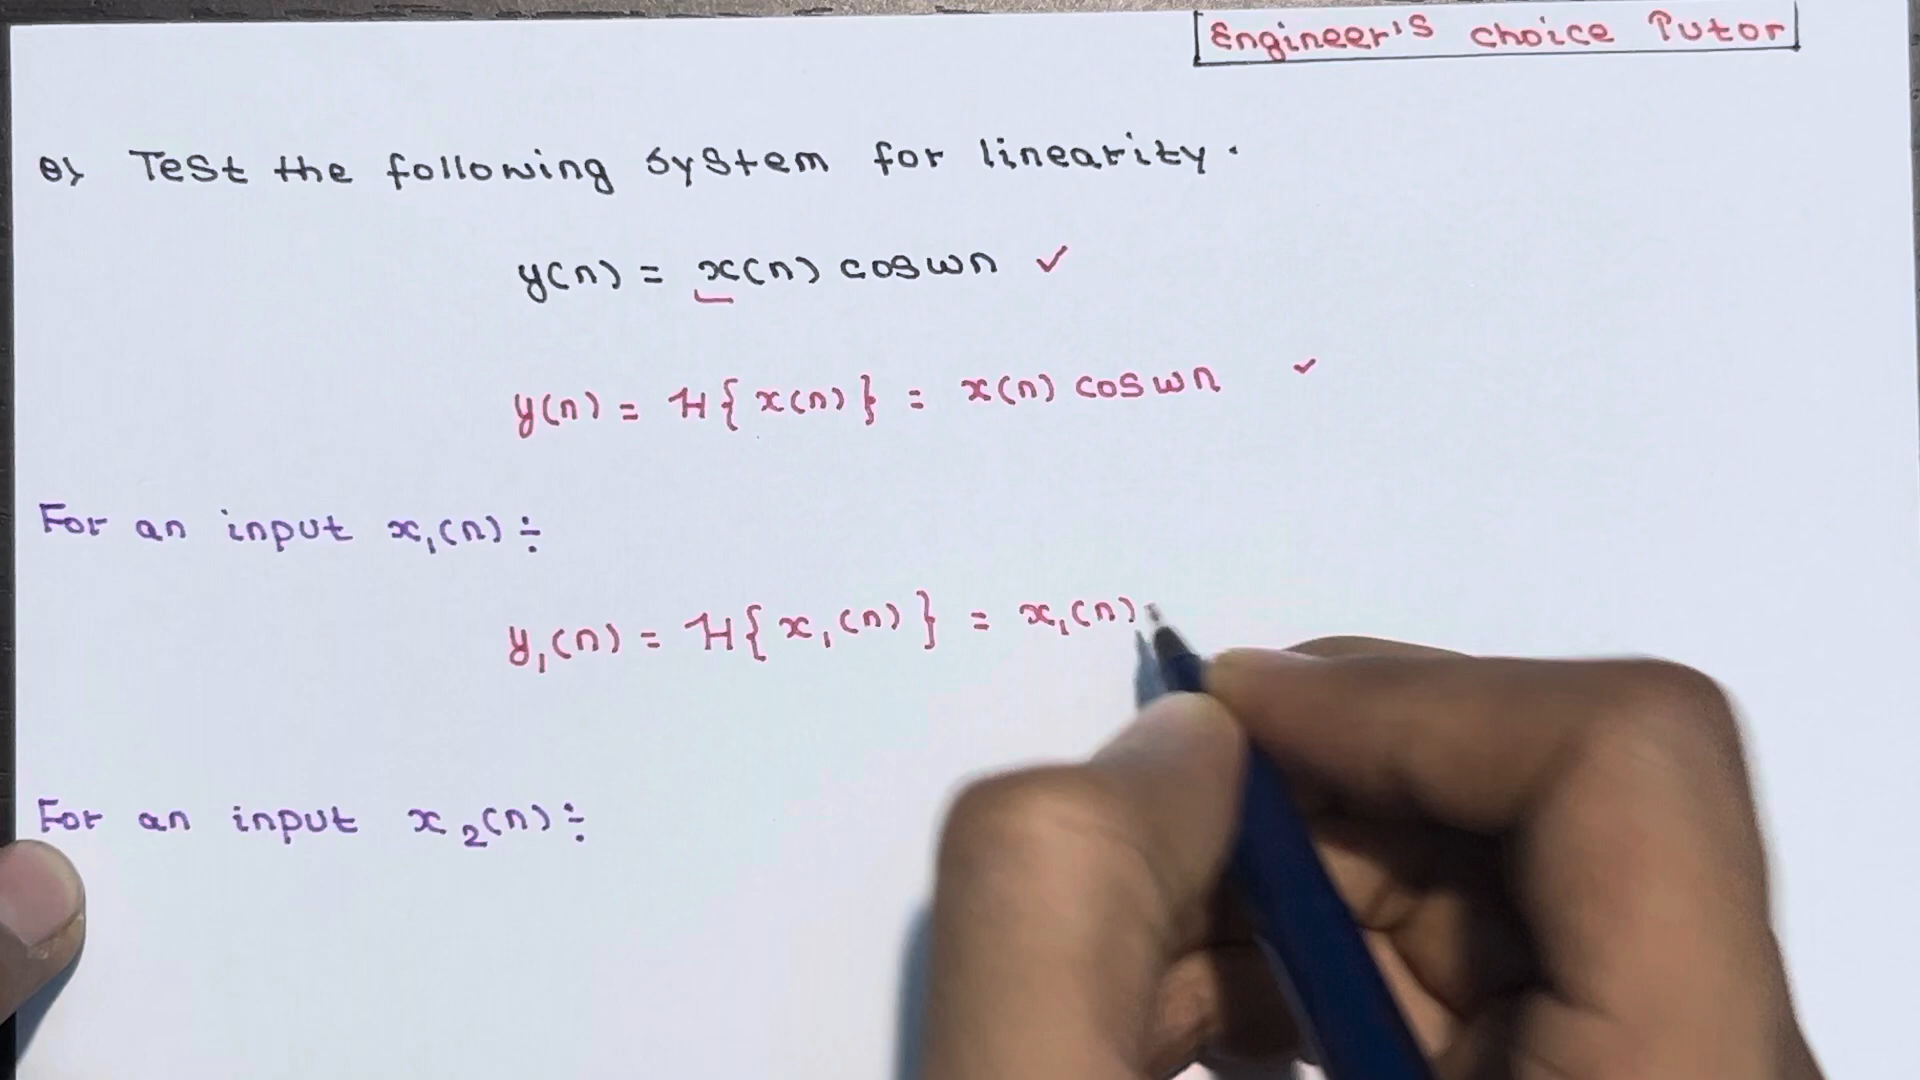 Engineer's choice Tutor
Q) Test the following system for linearity.
y(n) = x(n) cosωn ✓
y(n) = H{x(n)} = x(n) cosωn ✓
For an input x₁(n) ÷
y₁(n) = H{x₁(n)} = x₁(n)
For an input x₂(n) ÷